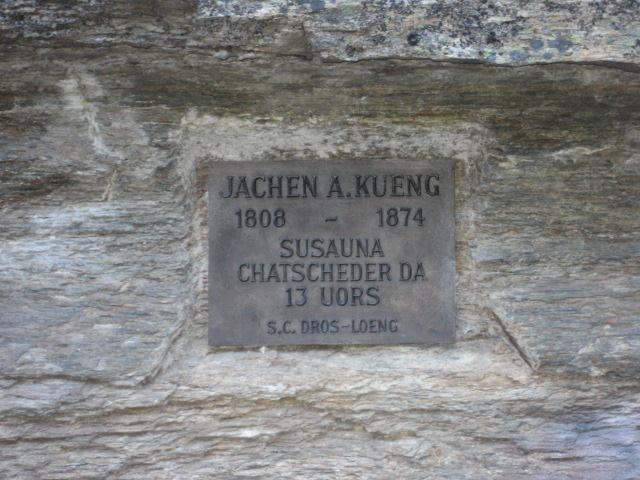 JACHEN A. KUENG
1808 - 1874
SUSAUNA
CHATSCHEDER DA
13 UORS
S.C. DROS-LOENG